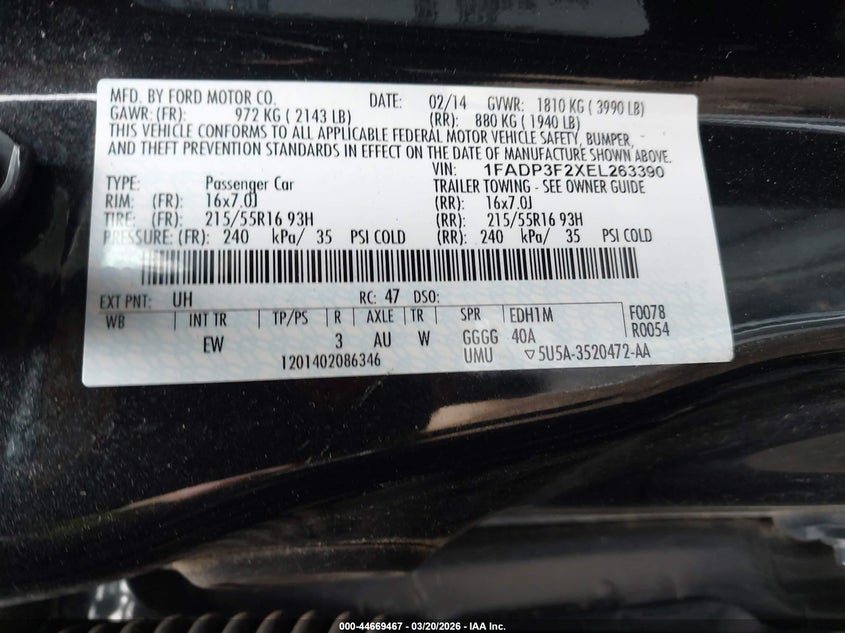 MFD. BY FORD MOTOR CO. DATE: 02/14 GVWR: 1810 KG ( 3990 LB)
GAWR: (FR): 972 KG ( 2143 LB) (RR): 880 KG ( 1940 LB)
THIS VEHICLE CONFORMS TO ALL APPLICABLE FEDERAL MOTOR VEHICLE SAFETY, BUMPER,
AND THEFT PREVENTION STANDARDS IN EFFECT ON THE DATE OF MANUFACTURE SHOWN ABOVE.
VIN: 1FADP3F2XEL263390
TYPE: Passenger Car TRAILER TOWING - SEE OWNER GUIDE
RIM: (FR): 16x7.0J (RR): 16x7.0J
TIRE: (FR): 215/55R16 93H (RR): 215/55R16 93H
PRESSURE: (FR): 240 kPa/ 35 PSI COLD (RR): 240 kPa/ 35 PSI COLD
EXT PNT: UH RC: 47 DSO:
WB INT TR TP/PS R AXLE TR SPR EDH1M F0078
EW 3 AU W GGGG 40A R0054
1201402086346 UMU ▽5U5A-3520472-AA
000-44669467 - 03/20/2026 - IAA Inc.